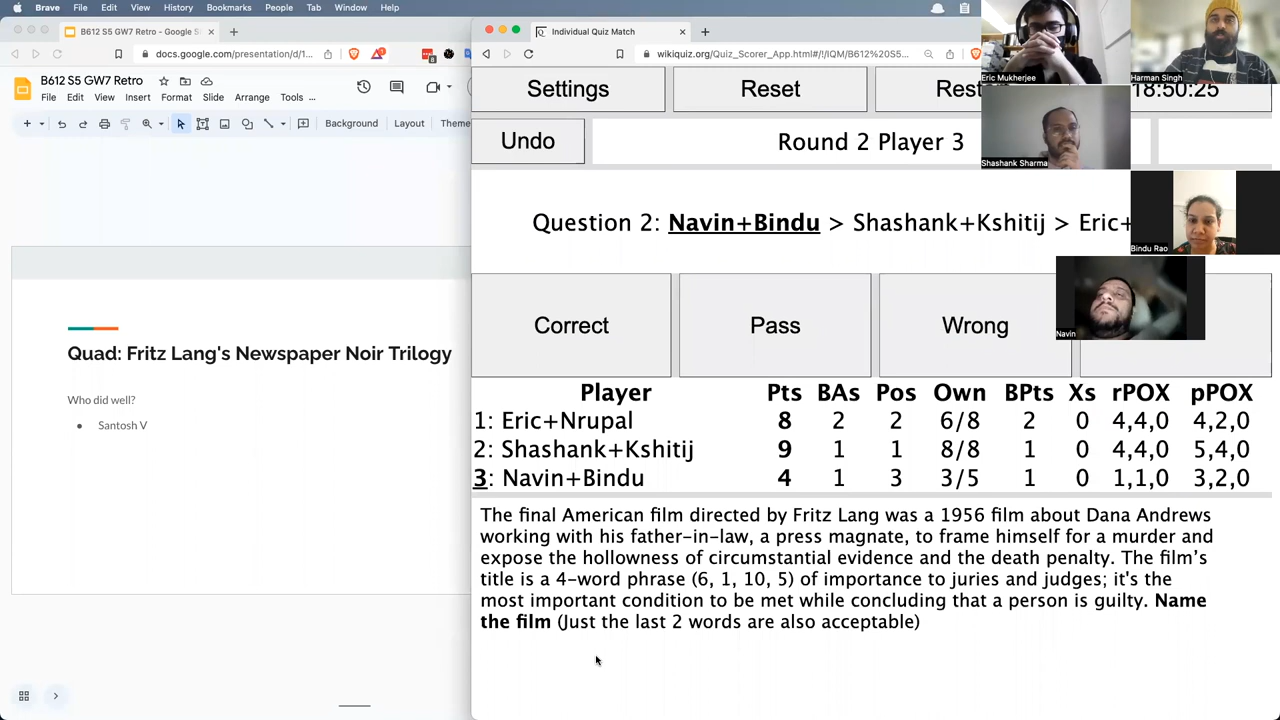 Brave File Edit View History Bookmarks People Tab Window Help
B612 S5 GW7 Retro - Google S
docs.google.com/presentation/d/1...
B612 S5 GW7 Retro
File Edit View Insert Format Slide Arrange Tools ...
Background Layout Theme
Quad: Fritz Lang's Newspaper Noir Trilogy
Who did well?
● Santosh V
Individual Quiz Match
wikiquiz.org/Quiz_Scorer_App.html#!/IQM/B612%20S5...
Settings Reset Rest 18:50:25
Undo Round 2 Player 3
Question 2: Navin+Bindu > Shashank+Kshitij > Eric+
Correct Pass Wrong
Player Pts BAs Pos Own BPts Xs rPOX pPOX
1: Eric+Nrupal 8 2 2 6/8 2 0 4,4,0 4,2,0
2: Shashank+Kshitij 9 1 1 8/8 1 0 4,4,0 5,4,0
3: Navin+Bindu 4 1 3 3/5 1 0 1,1,0 3,2,0
The final American film directed by Fritz Lang was a 1956 film about Dana Andrews
working with his father-in-law, a press magnate, to frame himself for a murder and
expose the hollowness of circumstantial evidence and the death penalty. The film's
title is a 4-word phrase (6, 1, 10, 5) of importance to juries and judges; it's the
most important condition to be met while concluding that a person is guilty. Name
the film (Just the last 2 words are also acceptable)
Eric Mukherjee
Harman Singh
Shashank Sharma
Bindu Rao
Navin